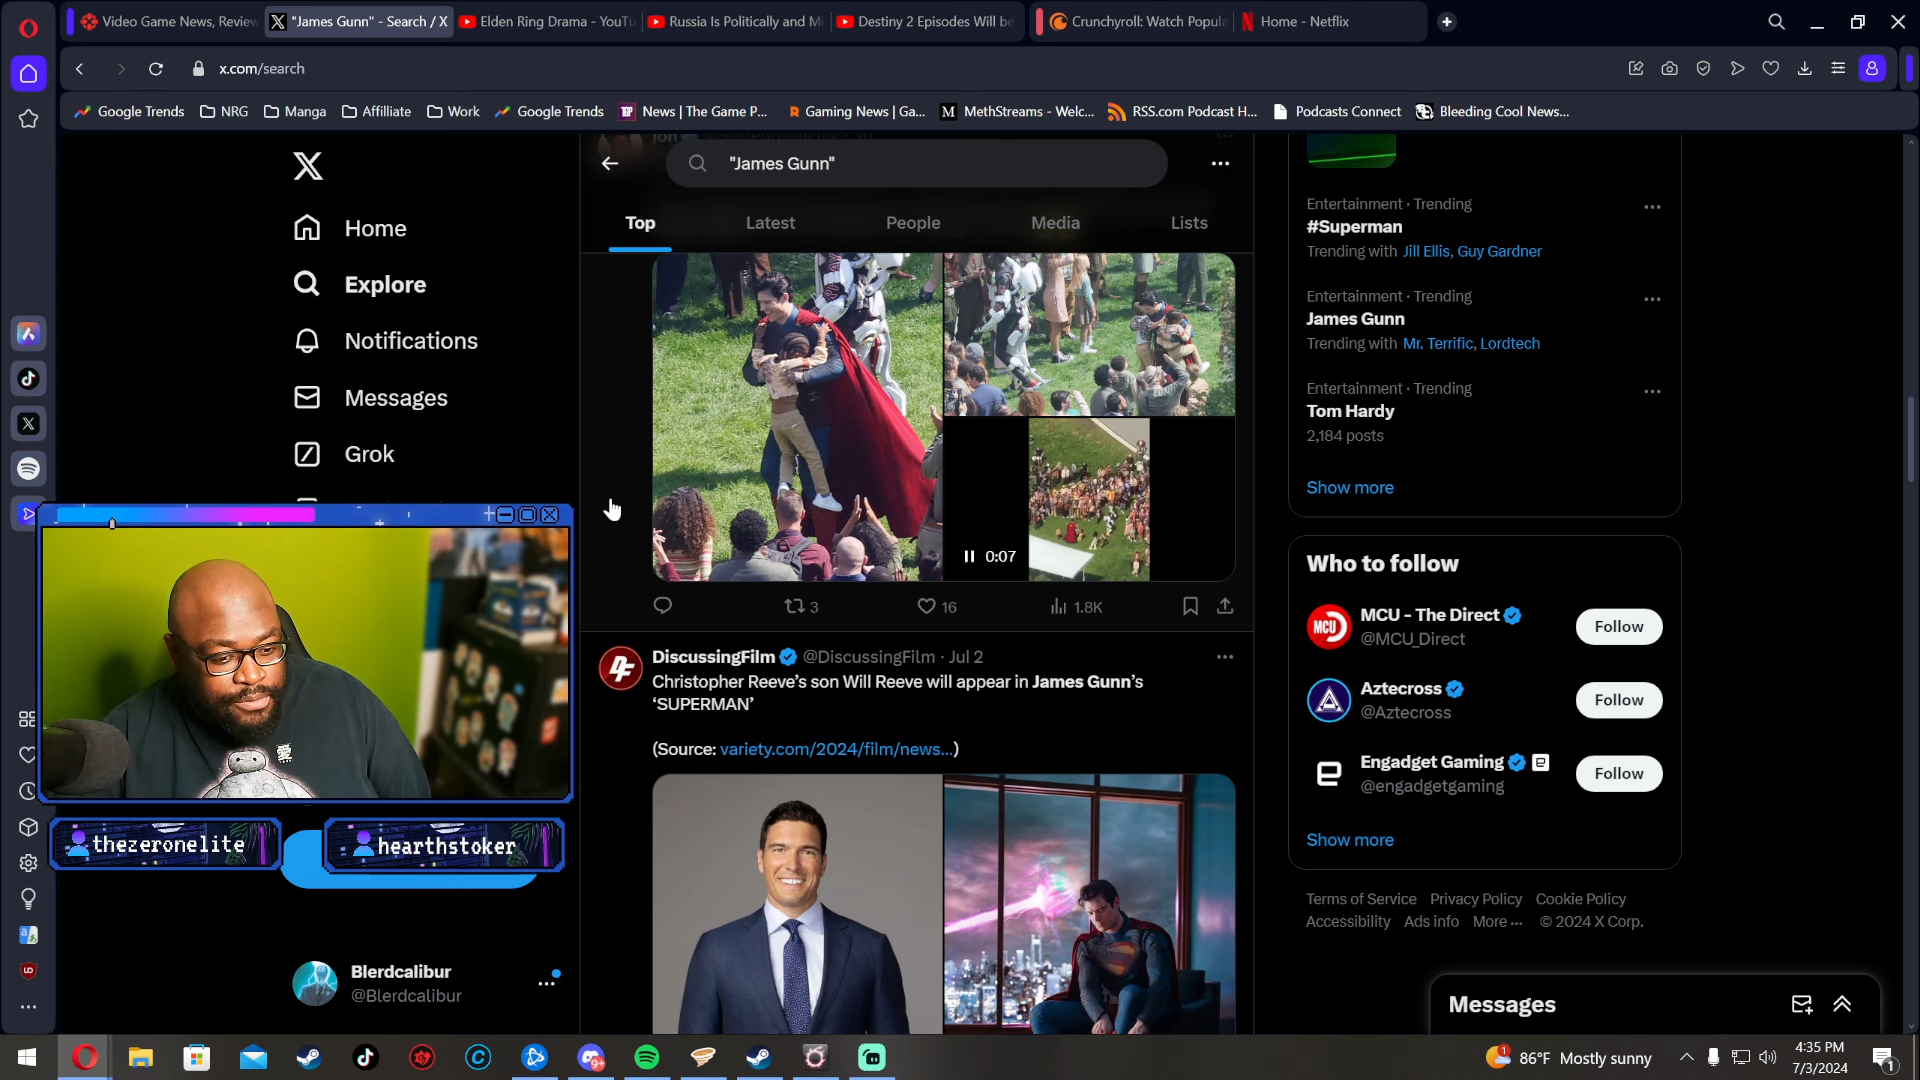 Video Game News, Review
"James Gunn" - Search / X
Elden Ring Drama - YouTu
Russia Is Politically and Mi
Destiny 2 Episodes Will be
Crunchyroll: Watch Popula
Home - Netflix
x.com/search
Google Trends
NRG
Manga
Affilliate
Work
Google Trends
News | The Game P...
Gaming News | Ga...
MethStreams - Welc...
RSS.com Podcast H...
Podcasts Connect
Bleeding Cool News...
"James Gunn"
Top
Latest
People
Media
Lists
Home
Explore
Notifications
Messages
Grok
0:07
3
16
1.8K
DiscussingFilm @DiscussingFilm · Jul 2
Christopher Reeve's son Will Reeve will appear in James Gunn's
'SUPERMAN'
(Source: variety.com/2024/film/news...)
Entertainment · Trending
#Superman
Trending with Jill Ellis, Guy Gardner
Entertainment · Trending
James Gunn
Trending with Mr. Terrific, Lordtech
Entertainment · Trending
Tom Hardy
2,184 posts
Show more
Who to follow
MCU
MCU - The Direct
@MCU_Direct
Follow
Aztecross
@Aztecross
Follow
Engadget Gaming
@engadgetgaming
Follow
Show more
Terms of Service Privacy Policy Cookie Policy
Accessibility Ads info More ... © 2024 X Corp.
thezeronelite
hearthstoker
Blerdcalibur
@Blerdcalibur
Messages
86°F Mostly sunny
4:35 PM
7/3/2024